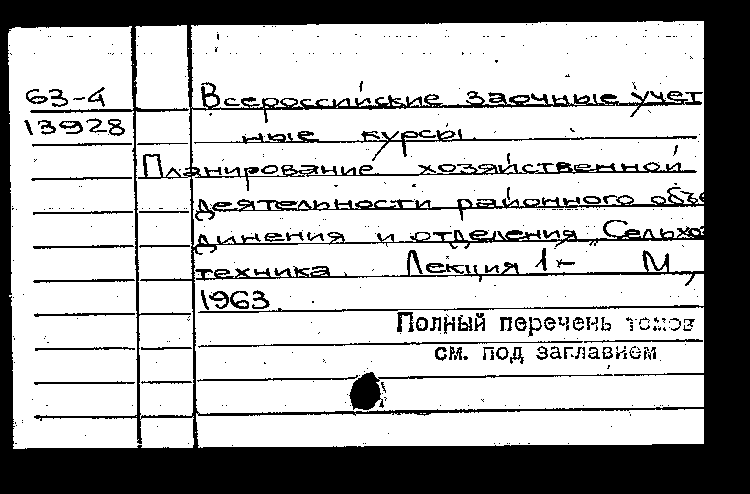 63-4 Всероссийские заочные учет
13928 ные курсы.
Планирование хозяйственной
деятельности районного объе
динения и отделения „Сельхоз
техника. Лекция 1- М,
1963.
Полный перечень томов
см. под заглавием